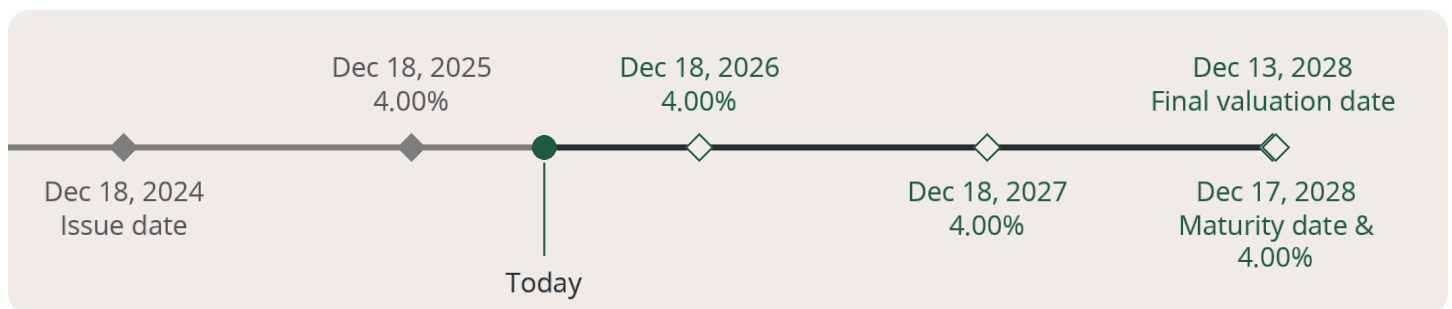 Dec 18, 2024
Issue date
Dec 18, 2025
4.00%
Today
Dec 18, 2026
4.00%
Dec 18, 2027
4.00%
Dec 13, 2028
Final valuation date
Dec 17, 2028
Maturity date &
4.00%